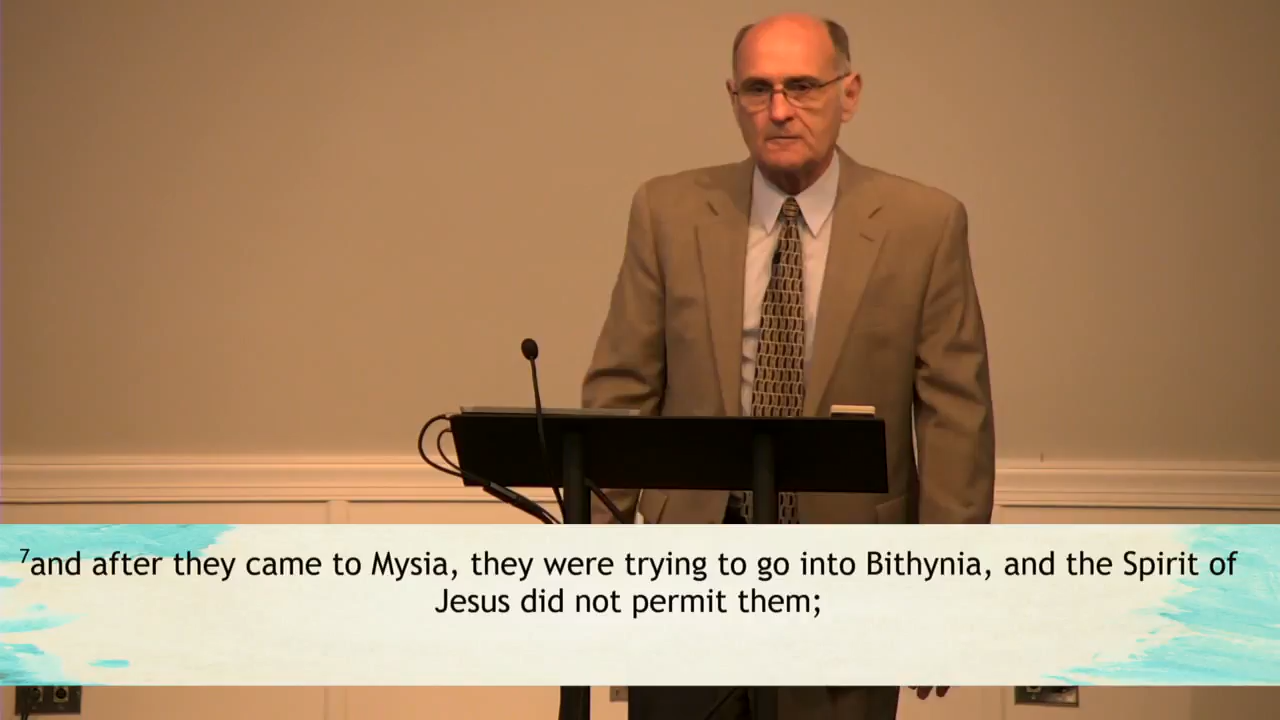 ⁷and after they came to Mysia, they were trying to go into Bithynia, and the Spirit of
Jesus did not permit them;